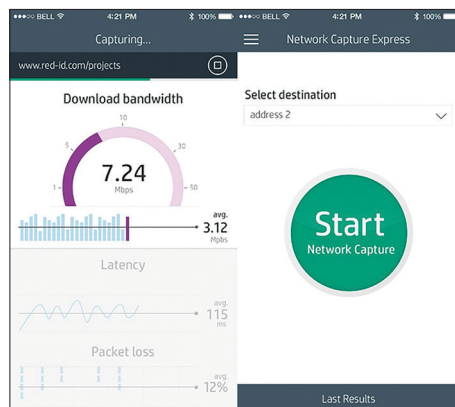 BELL 4:21 PM 100%
Capturing...
www.red-id.com/projects
Download bandwidth
10
5
30
1
50
7.24
Mbps
avg.
3.12
Mpbs
Latency
avg.
115
ms
Packet loss
avg.
12%
BELL 4:21 PM 100%
Network Capture Express
Select destination
address 2
Start
Network Capture
Last Results